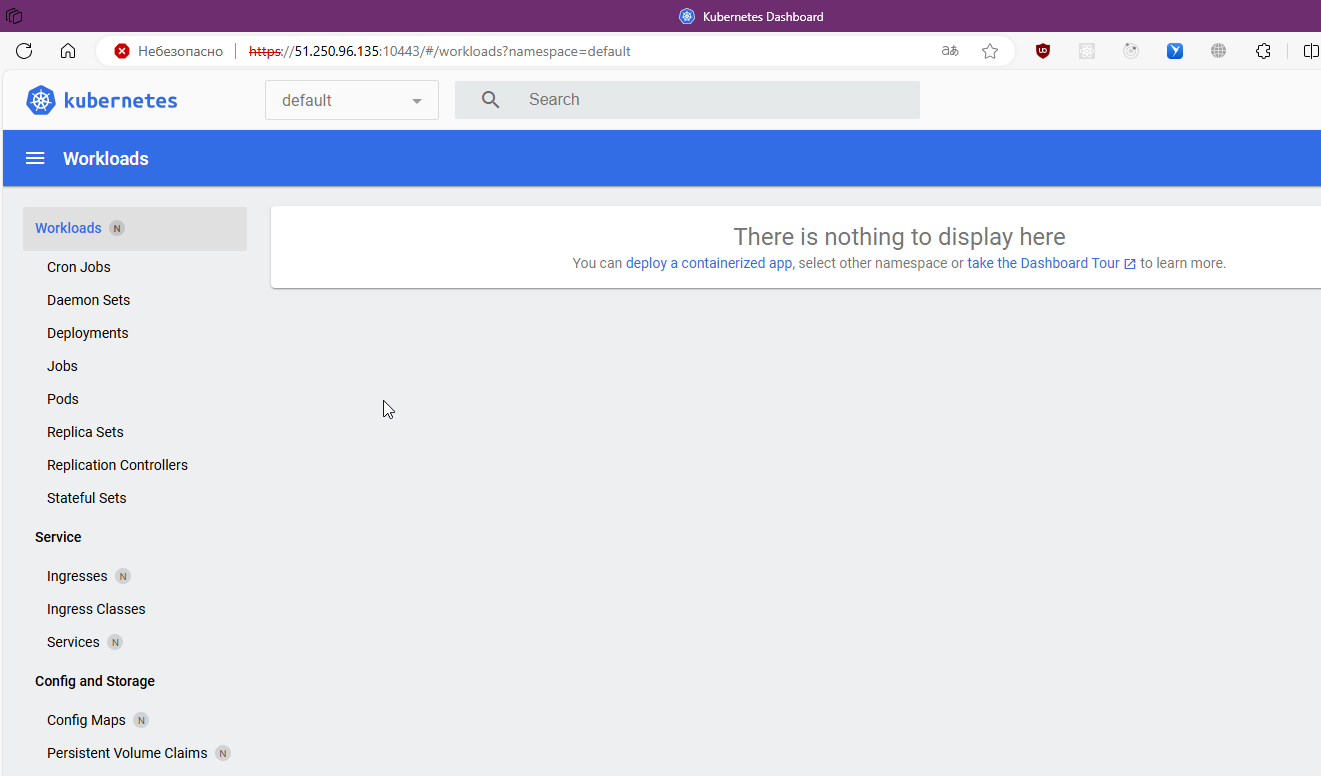 Kubernetes Dashboard
Небезопасно https://51.250.96.135:10443/#/workloads?namespace=default aあ
kubernetes default Search
Workloads
Workloads N
There is nothing to display here
You can deploy a containerized app, select other namespace or take the Dashboard Tour to learn more.
Cron Jobs
Daemon Sets
Deployments
Jobs
Pods
Replica Sets
Replication Controllers
Stateful Sets
Service
Ingresses N
Ingress Classes
Services N
Config and Storage
Config Maps N
Persistent Volume Claims N